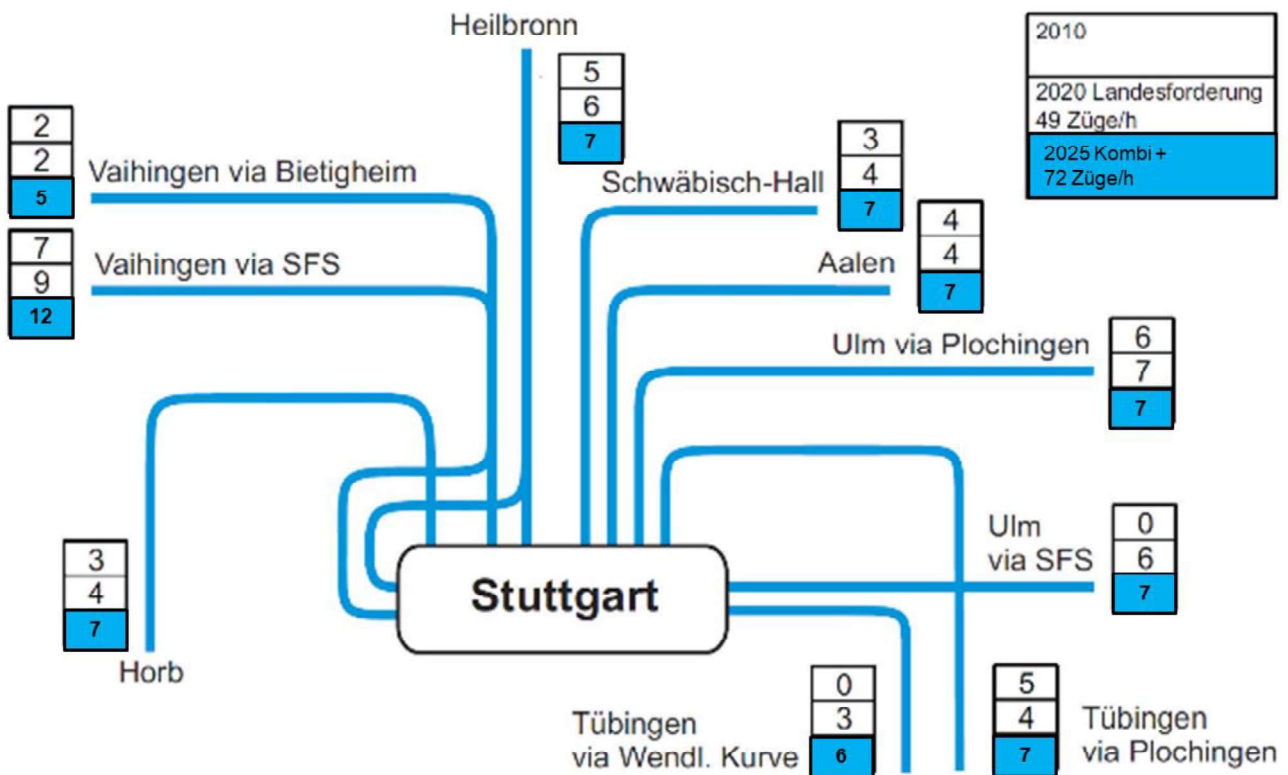 Heilbronn
5
6
7
2010
2020 Landesforderung
49 Züge/h
2025 Kombi +
72 Züge/h
2
2
5
Vaihingen via Bietigheim
3
4
7
Schwäbisch-Hall
7
9
12
Vaihingen via SFS
4
4
7
Aalen
6
7
7
Ulm via Plochingen
0
6
7
Ulm
via SFS
3
4
7
Horb
Stuttgart
0
3
6
Tübingen
via Wendl. Kurve
5
4
7
Tübingen
via Plochingen